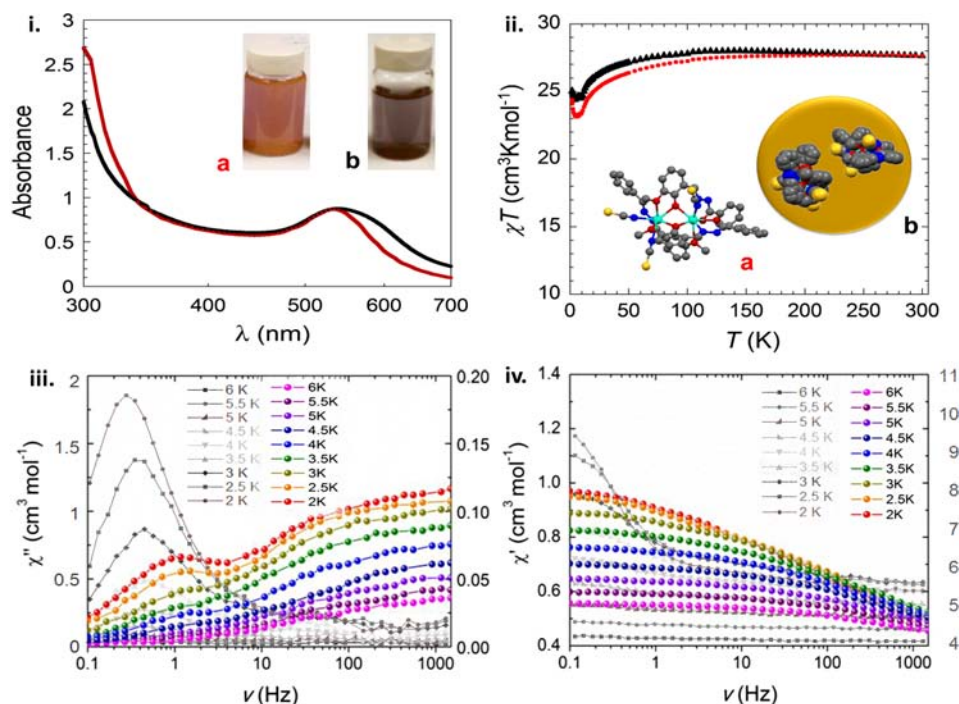 i.
3
2.5
2
1.5
1
0.5
0
Absorbance
300 400 500 600 700
λ (nm)
a
b
ii.
30
25
20
15
10
χT (cm³Kmol⁻¹)
0 50 100 150 200 250 300
T (K)
a
b
iii.
2
1.5
1
0.5
0
χ'' (cm³ mol⁻¹)
6 K 6K
5.5 K 5.5K
5 K 5K
4.5 K 4.5K
4 K 4K
3.5 K 3.5K
3 K 3K
2.5 K 2.5K
2 K 2K
0.20
0.15
0.10
0.05
0.00
0.1 1 10 100 1000
ν (Hz)
iv.
1.4
1.2
1.0
0.8
0.6
0.4
χ' (cm³ mol⁻¹)
6 K 6K
5.5 K 5.5K
5 K 5K
4.5 K 4.5K
4 K 4K
3.5 K 3.5K
3 K 3K
2.5 K 2.5K
2 K 2K
11
10
9
8
7
6
5
4
0.1 1 10 100 1000
ν (Hz)